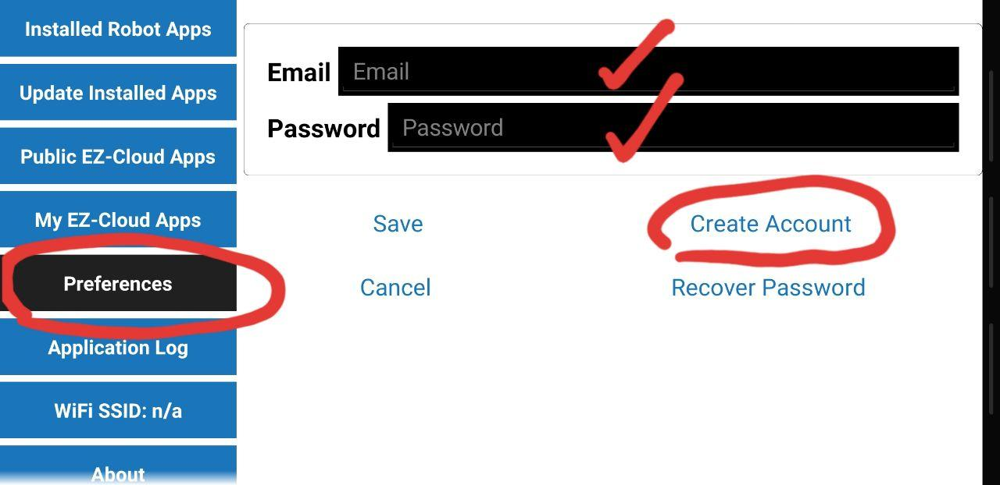 Installed Robot Apps
Update Installed Apps
Public EZ-Cloud Apps
My EZ-Cloud Apps
Preferences
Application Log
WiFi SSID: n/a
About
Email Email
Password Password
Save Create Account
Cancel Recover Password